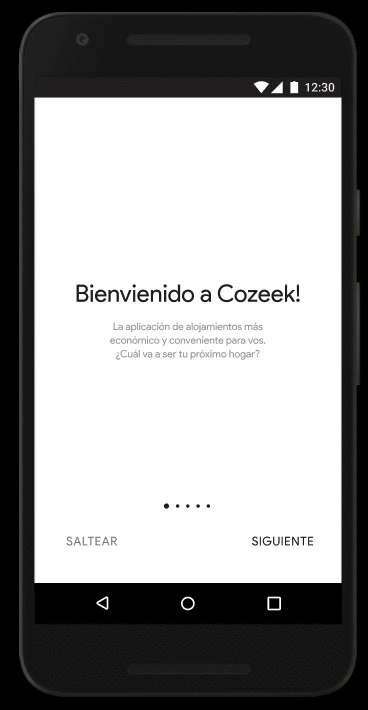 12:30
Bienvienido a Cozeek!
La aplicación de alojamientos más
económico y conveniente para vos.
¿Cuál va a ser tu próximo hogar?
SALTEAR
SIGUIENTE